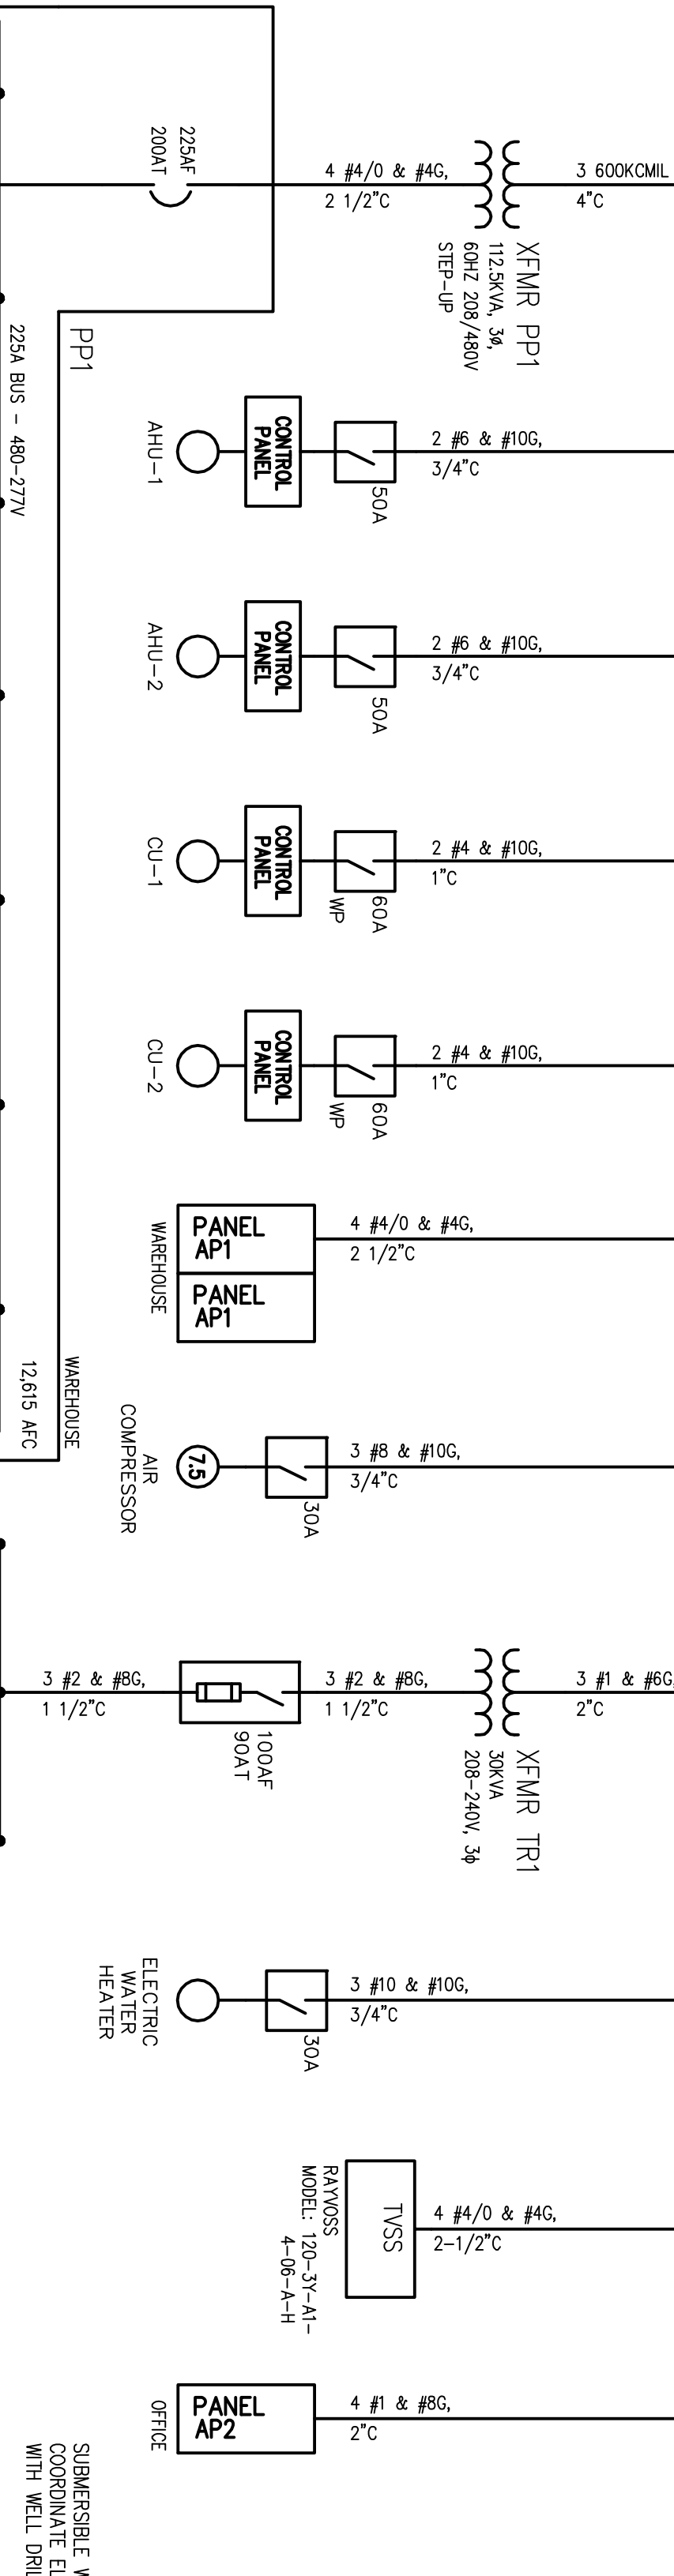 225AF
200AT
4 #4/0 & #4G,
2 1/2"C
3 600KCMIL
4"C
XFMR PP1
112.5KVA, 3ø,
60HZ 208/480V
STEP-UP
PP1
225A BUS - 480-277V
AHU-1
CONTROL
PANEL
50A
2 #6 & #10G,
3/4"C
AHU-2
CONTROL
PANEL
50A
2 #6 & #10G,
3/4"C
CU-1
CONTROL
PANEL
60A
WP
2 #4 & #10G,
1"C
CU-2
CONTROL
PANEL
60A
WP
2 #4 & #10G,
1"C
WAREHOUSE
PANEL
AP1
PANEL
AP1
4 #4/0 & #4G,
2 1/2"C
WAREHOUSE
12,615 AFC
AIR
COMPRESSOR
7.5
30A
3 #8 & #10G,
3/4"C
3 #2 & #8G,
1 1/2"C
100AF
90AT
3 #2 & #8G,
1 1/2"C
3 #1 & #6G,
2"C
XFMR TR1
30KVA
208-240V, 3ϕ
ELECTRIC
WATER
HEATER
30A
3 #10 & #10G,
3/4"C
TVSS
RAYVOSS
MODEL: 120-3Y-A1-
4-06-A-H
4 #4/0 & #4G,
2-1/2"C
OFFICE
PANEL
AP2
4 #1 & #8G,
2"C
SUBMERSIBLE
COORDINATE
WITH WELL